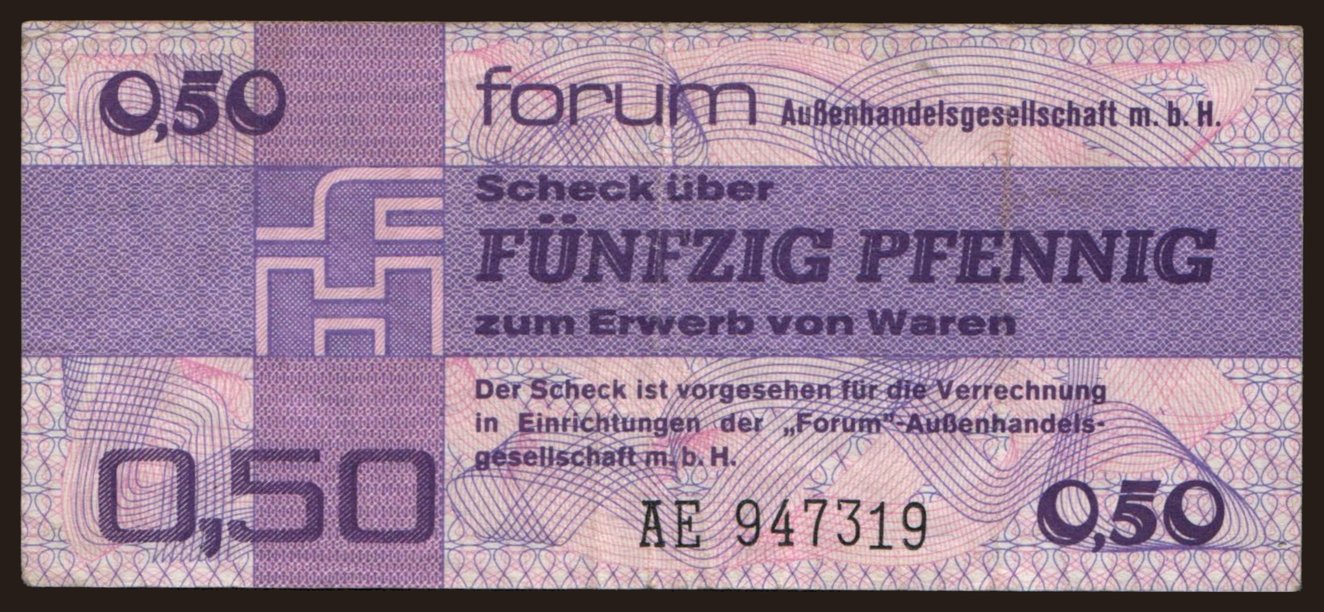 0,50
forum Außenhandelsgesellschaft m. b. H.
Scheck über
FÜNFZIG PFENNIG
zum Erwerb von Waren
Der Scheck ist vorgesehen für die Verrechnung
in Einrichtungen der „Forum"-Außenhandels-
gesellschaft m. b. H.
0,50
AE 947319
0,50